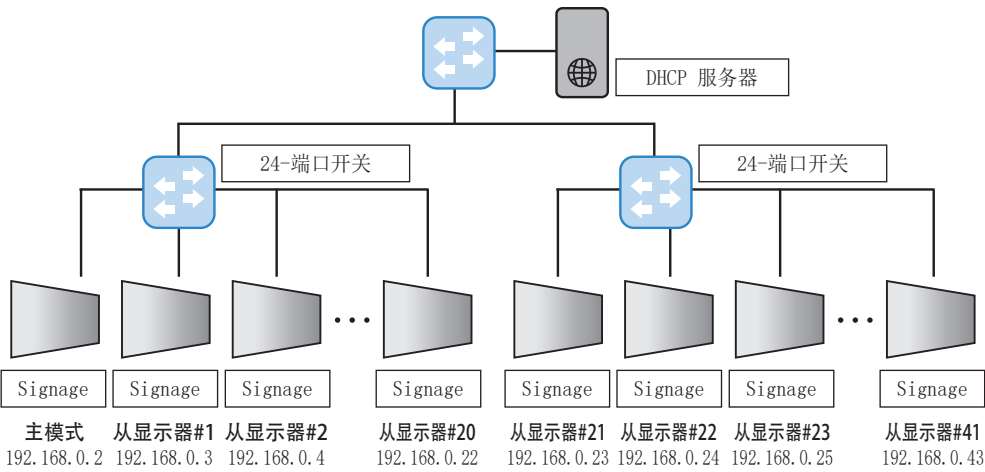 DHCP 服务器
24-端口开关
24-端口开关
Signage
Signage
Signage
Signage
Signage
Signage
Signage
Signage
主模式
从显示器#1
从显示器#2
从显示器#20
从显示器#21
从显示器#22
从显示器#23
从显示器#41
192.168.0.2
192.168.0.3
192.168.0.4
192.168.0.22
192.168.0.23
192.168.0.24
192.168.0.25
192.168.0.43